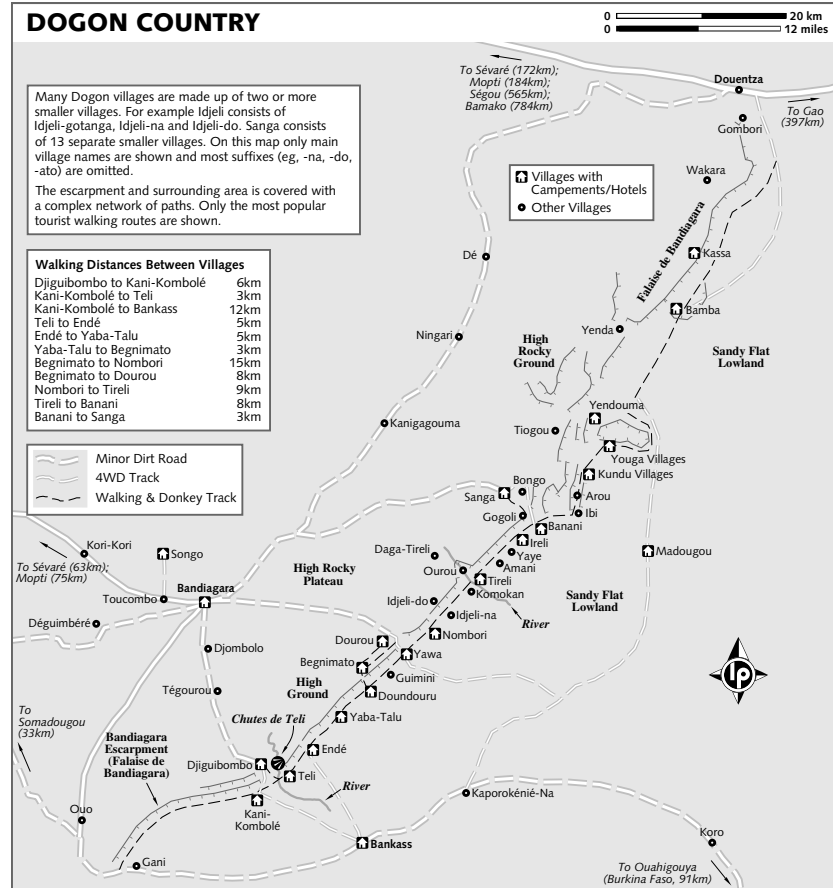 DOGON COUNTRY
0 20 km
0 12 miles
To Sévaré (172km);
Mopti (184km);
Ségou (565km);
Bamako (784km)
Douentza
To Gao
(397km)
Gombori
Many Dogon villages are made up of two or more
smaller villages. For example Idjeli consists of
Idjeli-gotanga, Idjeli-na and Idjeli-do. Sanga consists
of 13 separate smaller villages. On this map only main
village names are shown and most suffixes (eg, -na, -do,
-ato) are omitted.
The escarpment and surrounding area is covered with
a complex network of paths. Only the most popular
tourist walking routes are shown.
Villages with
Campements/Hotels
Other Villages
Wakara
Falaise de Bandiagara
Kassa
Dé
Bamba
Walking Distances Between Villages
Djiguibombo to Kani-Kombolé 6km
Kani-Kombolé to Teli 3km
Kani-Kombolé to Bankass 12km
Teli to Endé 5km
Endé to Yaba-Talu 5km
Yaba-Talu to Begnimato 3km
Begnimato to Nombori 15km
Begnimato to Dourou 8km
Nombori to Tireli 9km
Tireli to Banani 8km
Banani to Sanga 3km
Ningari
Yenda
High
Rocky
Ground
Sandy Flat
Lowland
Yendouma
Kanigagouma
Tiogou
Youga Villages
Minor Dirt Road
4WD Track
Walking & Donkey Track
Kundu Villages
Bongo
Sanga
Arou
Gogoli
Ibi
Banani
Kori-Kori
Songo
To Sévaré (63km);
Mopti (75km)
High Rocky
Plateau
Daga-Tireli
Ireli
Yaye
Amani
Madougou
Ourou
Tireli
Bandiagara
Toucombo
Komokan
Idjeli-do
Sandy Flat
Lowland
Idjeli-na
River
Déguimbéré
Nombori
Dourou
Djombolo
Yawa
Begnimato
Guimini
lp
High
Ground
Doundouru
Tégourou
To
Somadougou
(33km)
Chutes de Teli
Yaba-Talu
Bandiagara
Escarpment
(Falaise de
Bandiagara)
Endé
Djiguibombo
Teli
River
Kani-
Kombolé
Kaporokénié-Na
Ouo
Bankass
Koro
Gani
To Ouahigouya
(Burkina Faso, 91km)